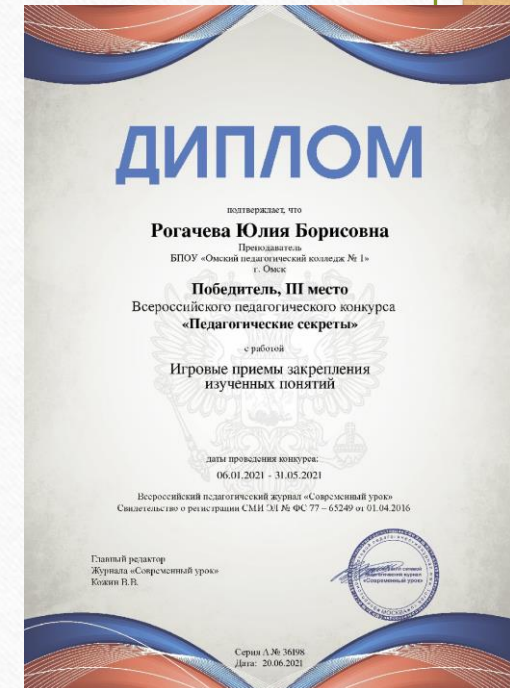 ДИПЛОМ
подтверждает, что
Рогачева Юлия Борисовна
Преподаватель
БПОУ «Омский педагогический колледж № 1»
г. Омск
Победитель, III место
Всероссийского педагогического конкурса
«Педагогические секреты»
с работой
Игровые приемы закрепления
изученных понятий
даты проведения конкурса:
06.01.2021 - 31.05.2021
Всероссийский педагогический журнал «Современный урок»
Свидетельство о регистрации СМИ ЭЛ № ФС 77 – 65249 от 01.04.2016
Главный редактор
Журнала «Современный урок»
Кожин В.В.
Серия А № 36198
Дата: 20.06.2021